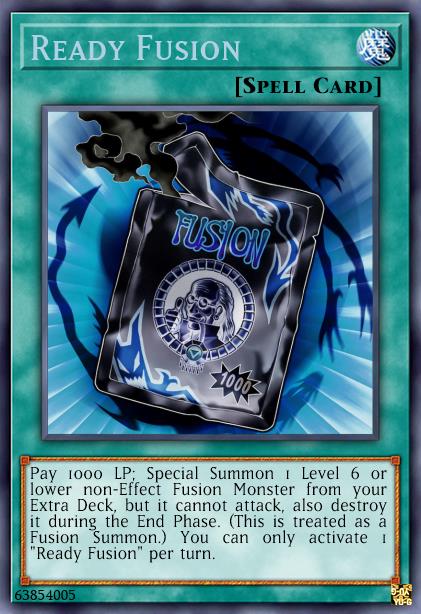 READY FUSION
魔
[SPELL CARD]
FUSION
1000
Pay 1000 LP; Special Summon 1 Level 6 or
lower non-Effect Fusion Monster from your
Extra Deck, but it cannot attack, also destroy
it during the End Phase. (This is treated as a
Fusion Summon.) You can only activate 1
"Ready Fusion" per turn.
63854005